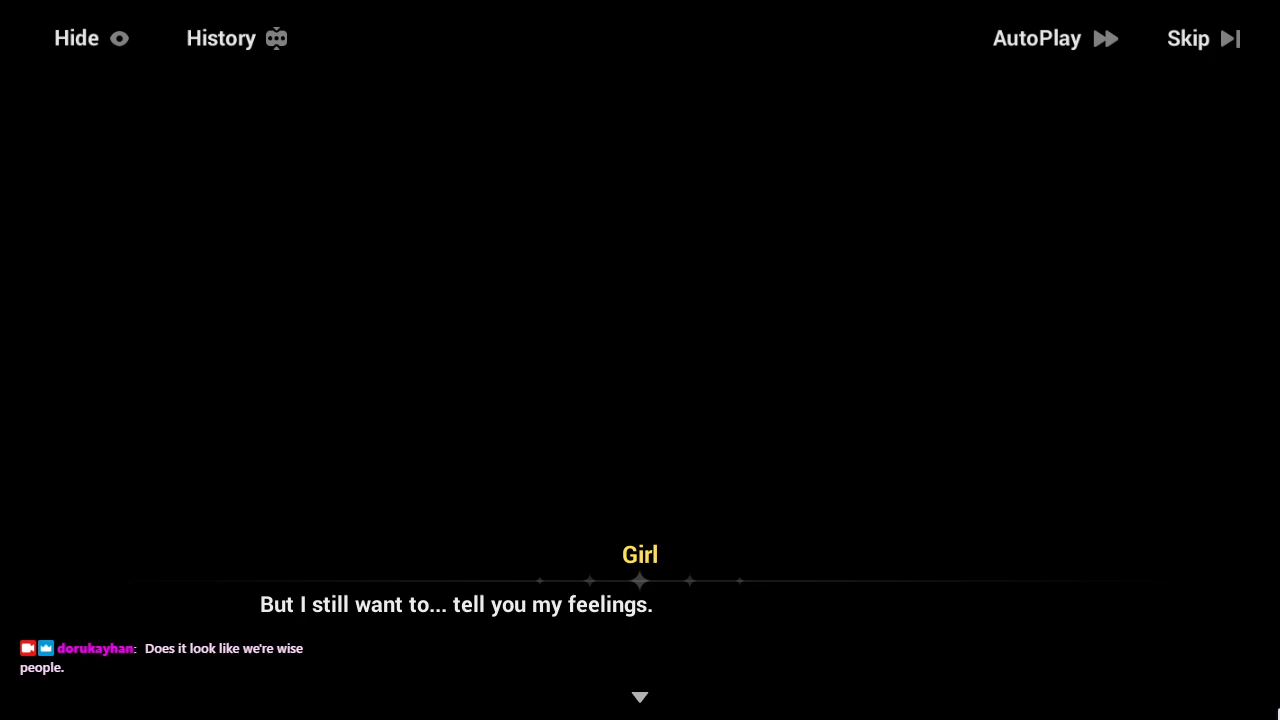 Hide
History
AutoPlay
Skip
Girl
But I still want to... tell you my feelings.
dorukayhan: Does it look like we're wise
people.